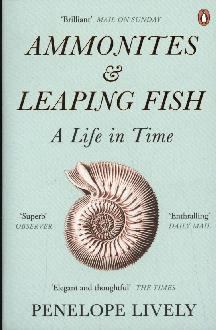 'Brilliant' MAIL ON SUNDAY
AMMONITES
&
LEAPING FISH
A Life in Time
'Superb'
OBSERVER
'Enthralling'
DAILY MAIL
'Elegant and thoughtful' THE TIMES
PENELOPE LIVELY